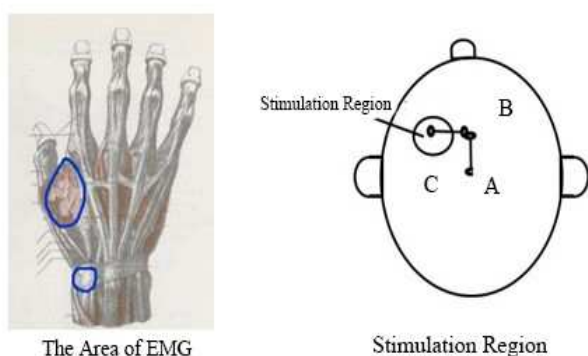 Stimulation Region
B
C
A
The Area of EMG
Stimulation Region